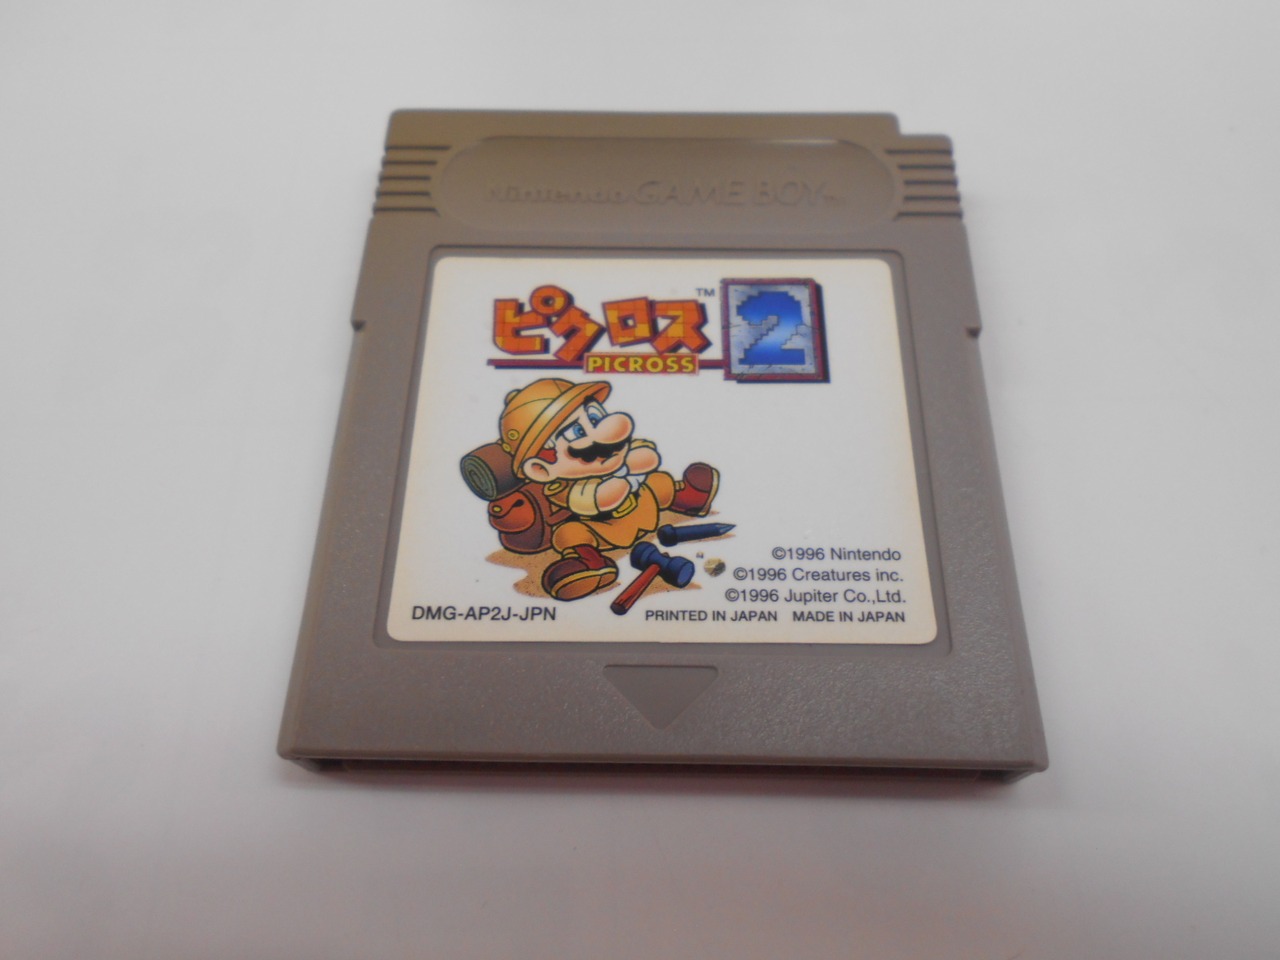 Nintendo GAME BOY TM
ピクロス TM 2
PICROSS
©1996 Nintendo
©1996 Creatures inc.
©1996 Jupiter Co.,Ltd.
DMG-AP2J-JPN PRINTED IN JAPAN MADE IN JAPAN